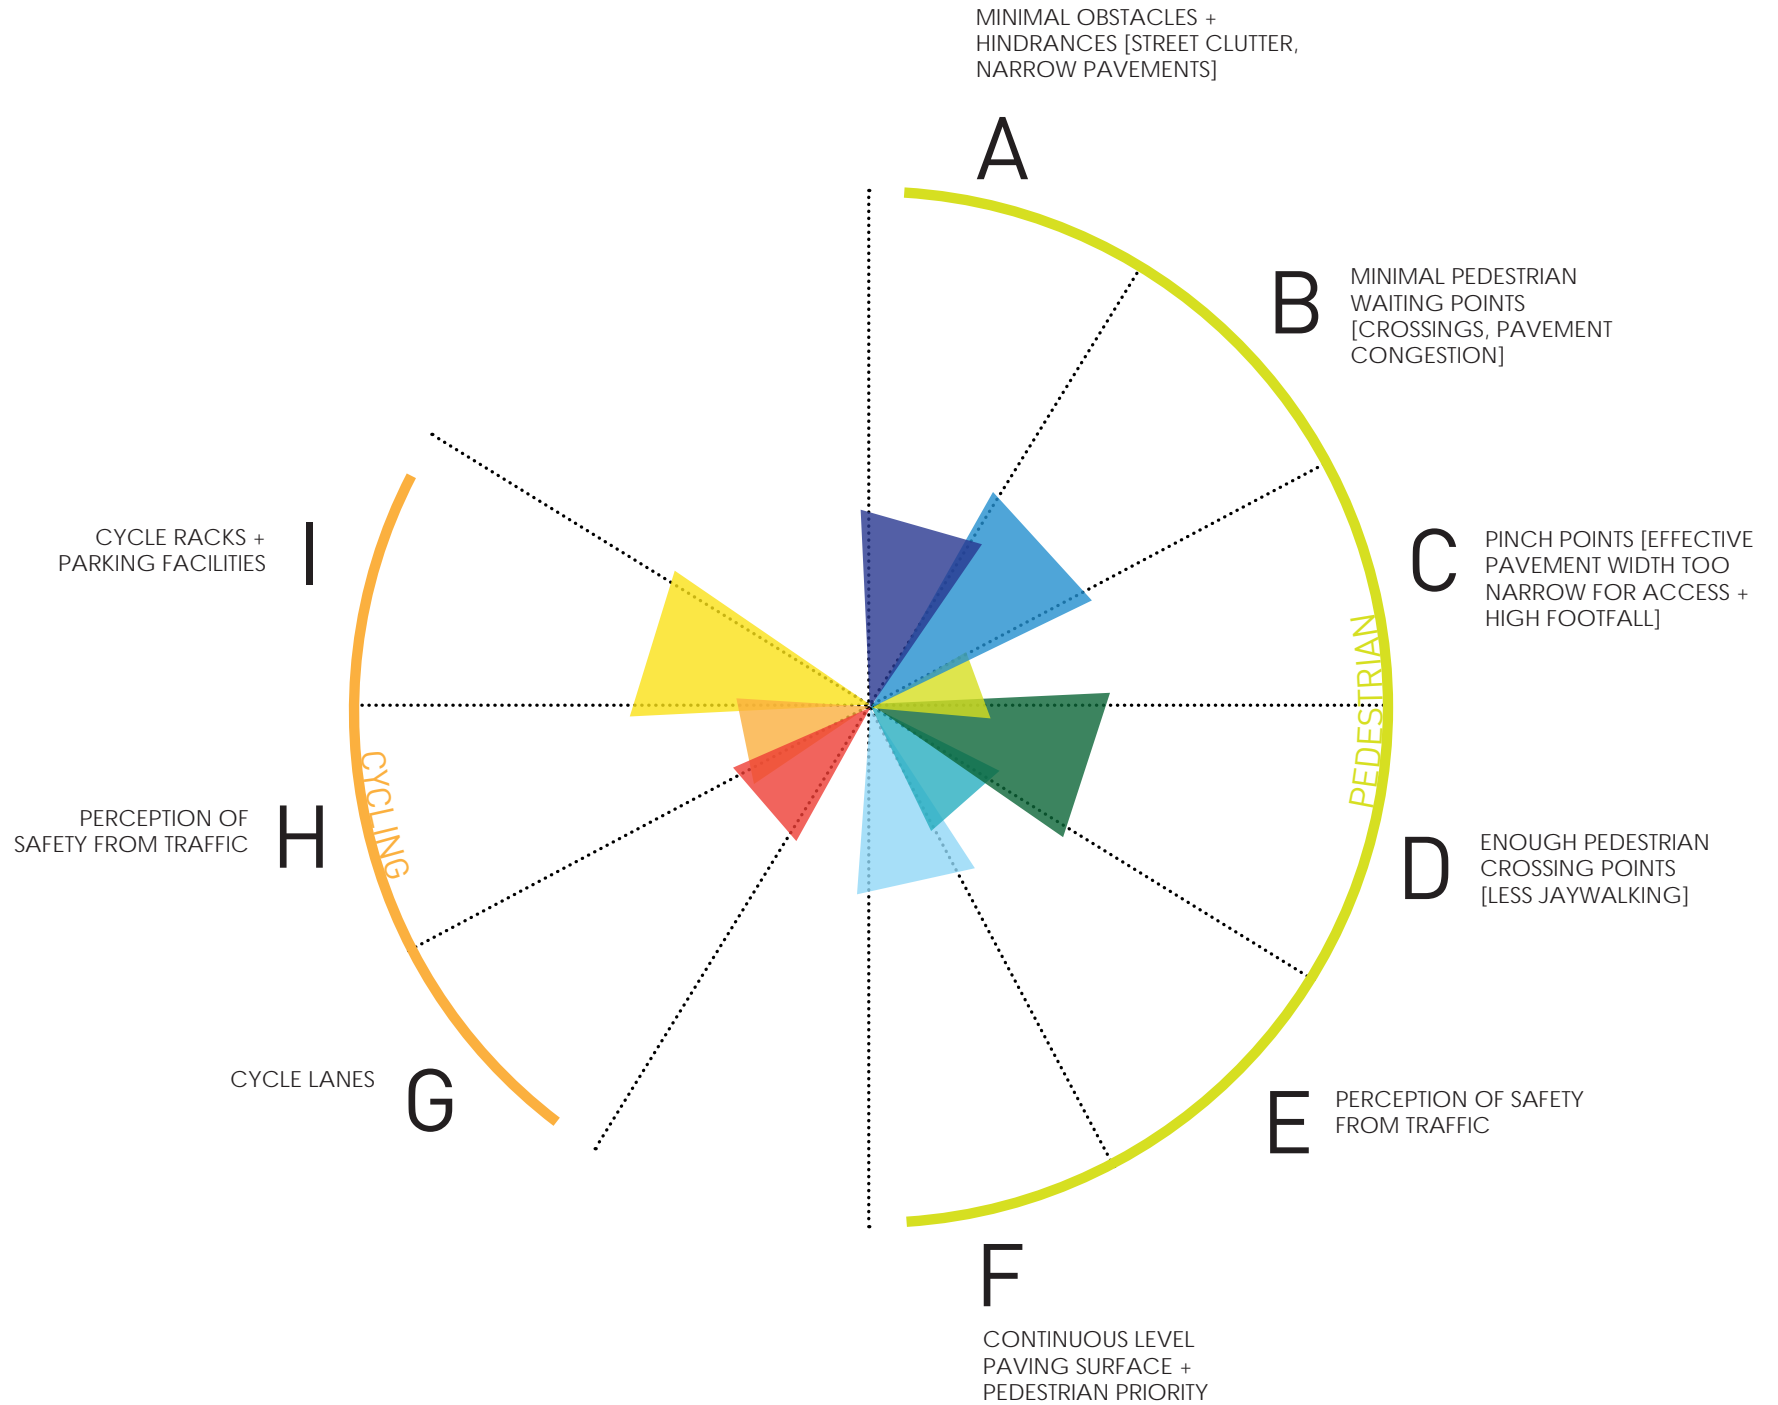 MINIMAL OBSTACLES +
HINDRANCES [STREET CLUTTER,
NARROW PAVEMENTS]
A
B
MINIMAL PEDESTRIAN
WAITING POINTS
[CROSSINGS, PAVEMENT
CONGESTION]
C
PINCH POINTS [EFFECTIVE
PAVEMENT WIDTH TOO
NARROW FOR ACCESS +
HIGH FOOTFALL]
PEDESTRIAN
D
ENOUGH PEDESTRIAN
CROSSING POINTS
[LESS JAYWALKING]
E
PERCEPTION OF SAFETY
FROM TRAFFIC
F
CONTINUOUS LEVEL
PAVING SURFACE +
PEDESTRIAN PRIORITY
CYCLE LANES
G
PERCEPTION OF
SAFETY FROM TRAFFIC
H
CYCLING
CYCLE RACKS +
PARKING FACILITIES
I